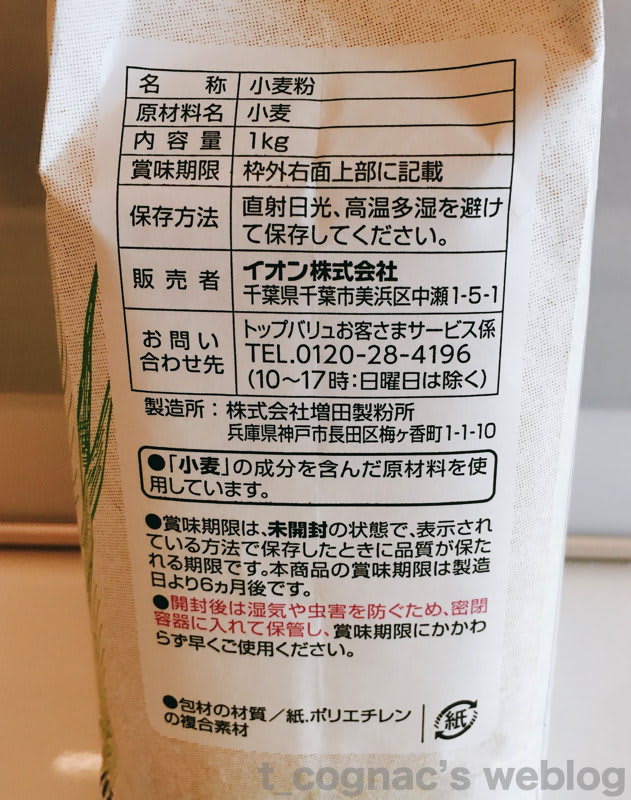 名称 小麦粉
原材料名 小麦
内容量 1kg
賞味期限 枠外右面上部に記載
保存方法 直射日光、高温多湿を避け
て保存してください。
販売者 イオン株式会社
千葉県千葉市美浜区中瀬1-5-1
お問い
合わせ先
トップバリュお客さまサービス係
TEL.0120-28-4196
(10〜17時:日曜日は除く)
製造所:株式会社増田製粉所
兵庫県神戸市長田区梅ヶ香町1-1-10
●「小麦」の成分を含んだ原材料を使
用しています。
●賞味期限は、未開封の状態で、表示され
ている方法で保存したときに品質が保た
れる期限です。本商品の賞味期限は製造
日より6ヵ月後です。
●開封後は湿気や虫害を防ぐため、密閉
容器に入れて保管し、賞味期限にかかわ
らず早くご使用ください。
●包材の材質/紙.ポリエチレン
の複合素材
紙
t_cognac's weblog